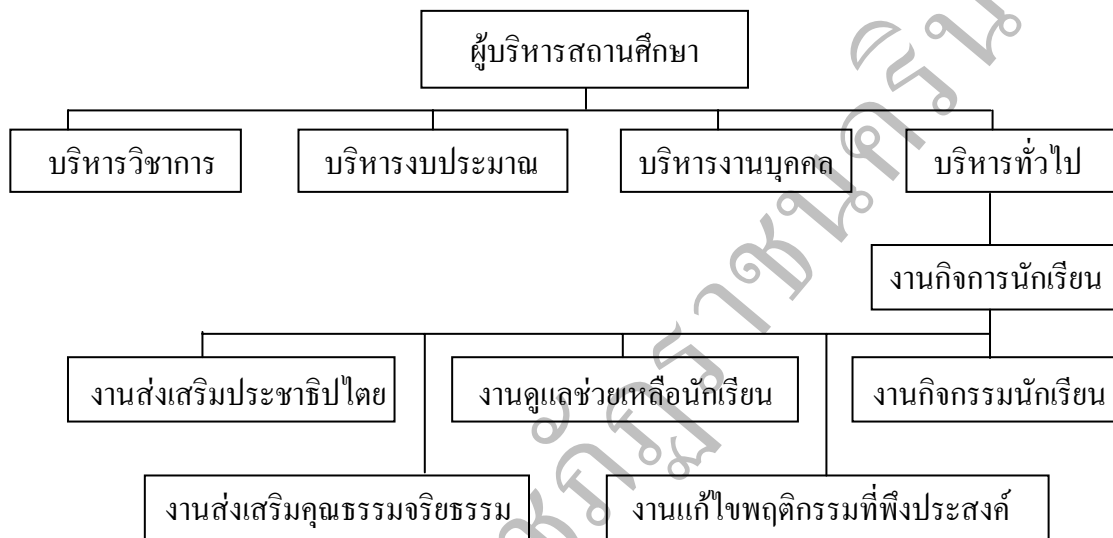 ผู้บริหารสถานศึกษา
บริหารวิชาการ
บริหารงบประมาณ
บริหารงานบุคคล
บริหารทั่วไป
งานกิจการนักเรียน
งานส่งเสริมประชาธิปไตย
งานดูแลช่วยเหลือนักเรียน
งานกิจกรรมนักเรียน
งานส่งเสริมคุณธรรมจริยธรรม
งานแก้ไขพฤติกรรมที่พึงประสงค์